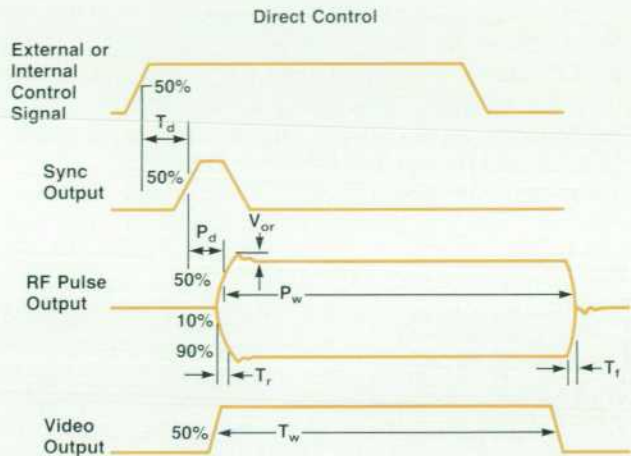 Direct Control
External or
Internal
Control
Signal
50%
Td
Sync
Output
50%
Vor
Pd
RF Pulse
Output
50%
Pw
10%
90%
Tr
Tf
Video
Output
50%
Tw